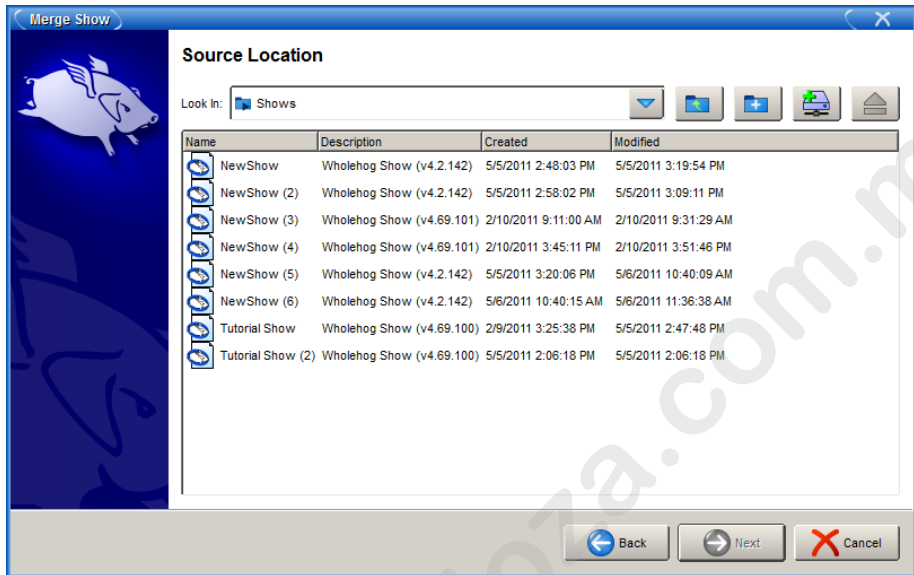 Merge Show
Source Location
Look In: Shows
Name Description Created Modified
NewShow Wholehog Show (v4.2.142) 5/5/2011 2:48:03 PM 5/5/2011 3:19:54 PM
NewShow (2) Wholehog Show (v4.2.142) 5/5/2011 2:58:02 PM 5/5/2011 3:09:11 PM
NewShow (3) Wholehog Show (v4.69.101) 2/10/2011 9:11:00 AM 2/10/2011 9:31:29 AM
NewShow (4) Wholehog Show (v4.69.101) 2/10/2011 3:45:11 PM 2/10/2011 3:51:46 PM
NewShow (5) Wholehog Show (v4.2.142) 5/5/2011 3:20:06 PM 5/6/2011 10:40:09 AM
NewShow (6) Wholehog Show (v4.2.142) 5/6/2011 10:40:15 AM 5/6/2011 11:36:38 AM
Tutorial Show Wholehog Show (v4.69.100) 2/9/2011 3:25:38 PM 5/5/2011 2:47:48 PM
Tutorial Show (2) Wholehog Show (v4.69.100) 5/5/2011 2:06:18 PM 5/5/2011 2:06:18 PM
Back Next Cancel